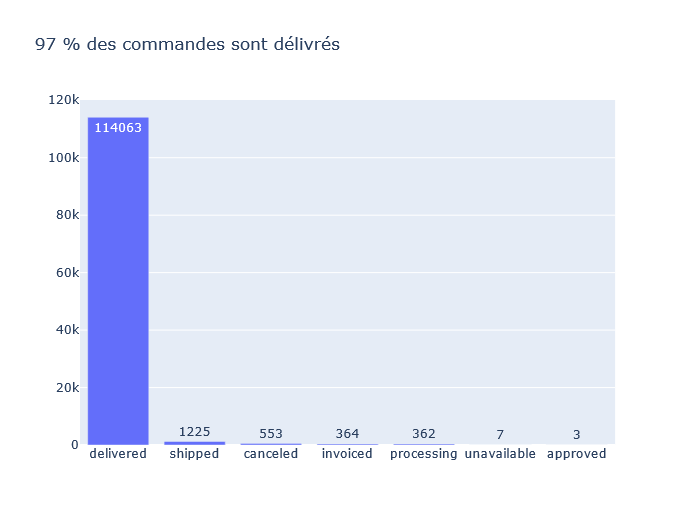 97 % des commandes sont délivrés
120k
100k
80k
60k
40k
20k
0
114063
1225
553
364
362
7
3
delivered
shipped
canceled
invoiced
processing
unavailable
approved